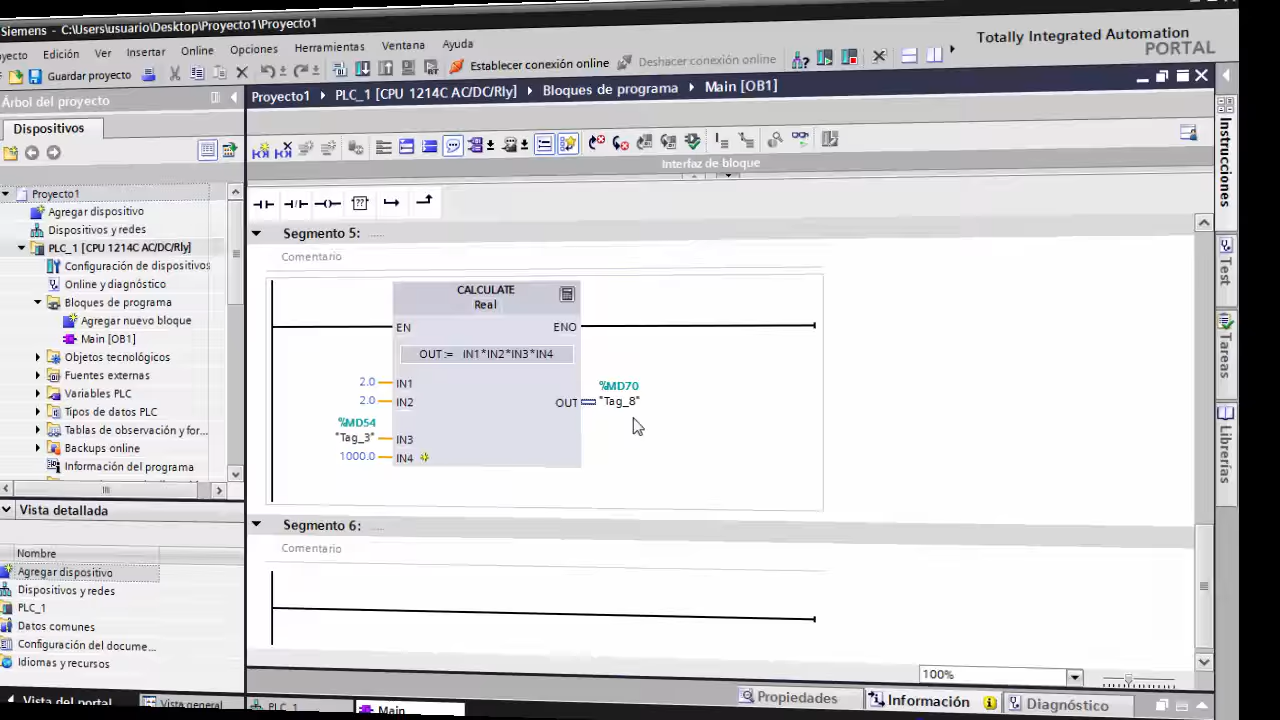 Siemens - C:\Users\usuario\Desktop\Proyecto1\Proyecto1
Edición Ver Insertar Online Opciones Herramientas Ventana Ayuda
Totally Integrated Automation
PORTAL
Guardar proyecto
Establecer conexión online
Deshacer conexión online
Árbol del proyecto
Proyecto1 PLC_1 [CPU 1214C AC/DC/Rly] Bloques de programa Main [OB1]
Dispositivos
Interfaz de bloque
Proyecto1
Agregar dispositivo
Dispositivos y redes
PLC_1 [CPU 1214C AC/DC/Rly]
Configuración de dispositivos
Online y diagnóstico
Bloques de programa
Agregar nuevo bloque
Main [OB1]
Objetos tecnológicos
Fuentes externas
Variables PLC
Tipos de datos PLC
Tablas de observación y for...
Backups online
Información del programa
Vista detallada
Nombre
Agregar dispositivo
Dispositivos y redes
PLC_1
Datos comunes
Configuración del docume...
Idiomas y recursos
??
Segmento 5: .....
Comentario
CALCULATE
Real
EN ENO
OUT := IN1*IN2*IN3*IN4
2.0 IN1
2.0 IN2
%MD54
"Tag_3" IN3
1000.0 IN4
%MD70
OUT "Tag_8"
Segmento 6: .....
Comentario
100%
Propiedades Información Diagnóstico
Vista del portal Vista general PLC_1 Main
Instrucciones
Test
Tareas
Librerías